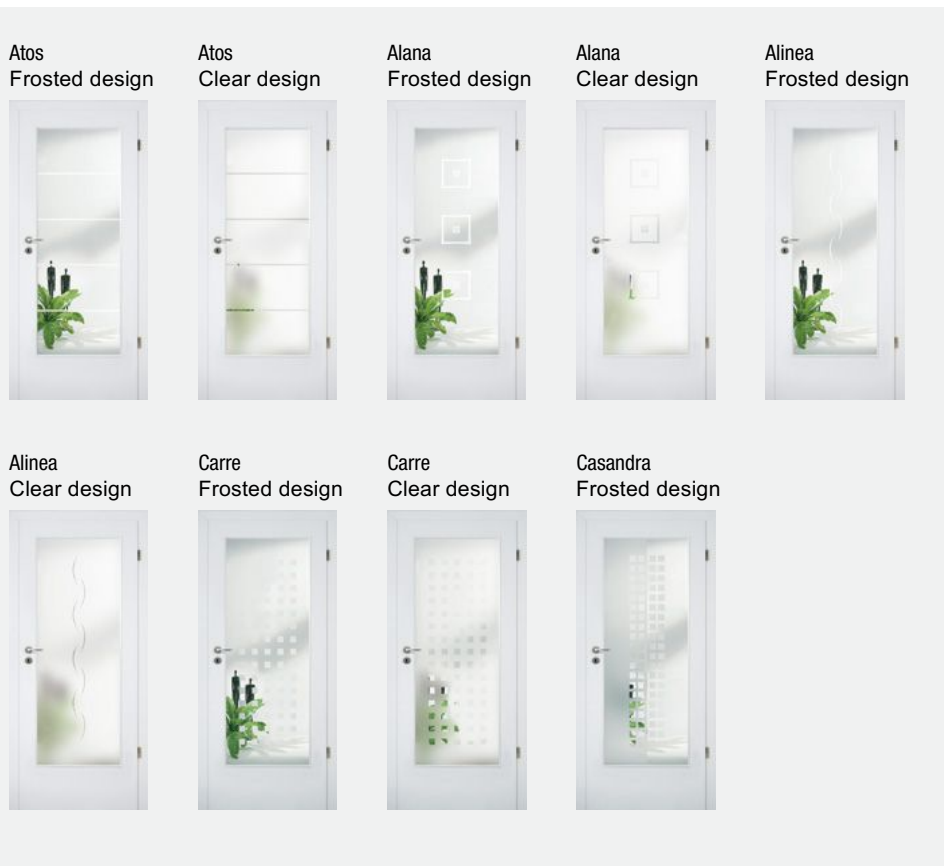 Atos
Frosted design
Atos
Clear design
Alana
Frosted design
Alana
Clear design
Alinea
Frosted design
Alinea
Clear design
Carre
Frosted design
Carre
Clear design
Casandra
Frosted design